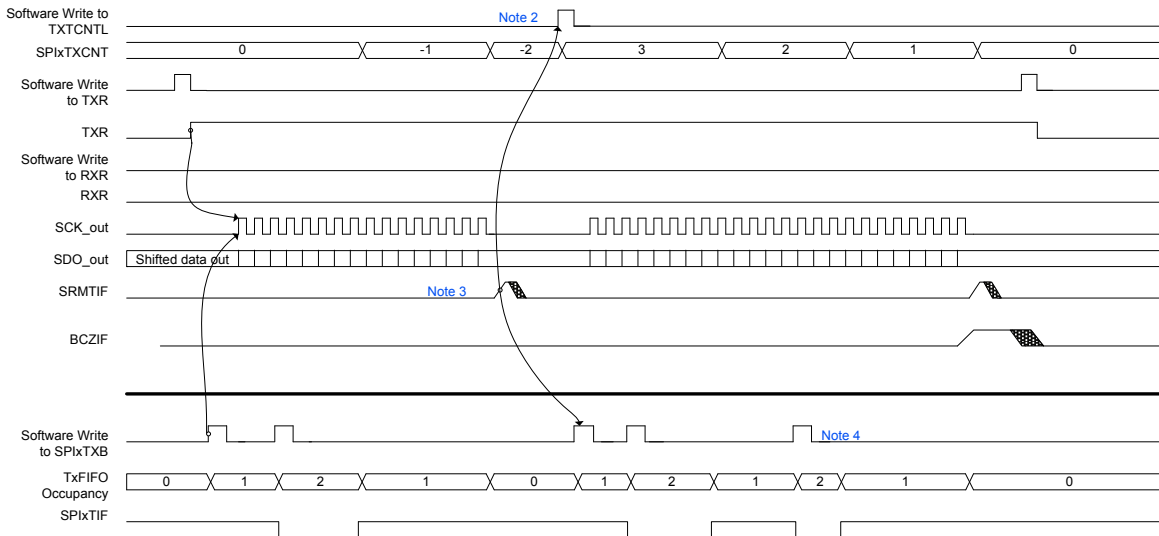 Software Write to
TXTCNTL
Note 2
SPIxTXCNT
0 -1 -2 3 2 1 0
Software Write
to TXR
TXR
Software Write
to RXR
RXR
SCK_out
SDO_out
Shifted data out
SRMTIF
Note 3
BCZIF
Software Write
to SPIxTXB
Note 4
TxFIFO
Occupancy
0 1 2 1 0 1 2 1 2 1 0
SPIxTIF